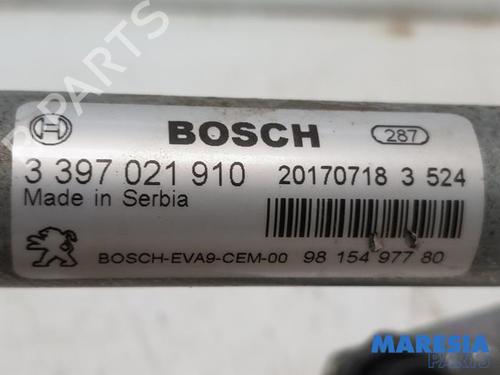 B-PARTS
BOSCH
287
3 397 021 910
20170718 3 524
Made in Serbia
BOSCH-EVA9-CEM-00
98 154 977 80
MARESIA
PARTS